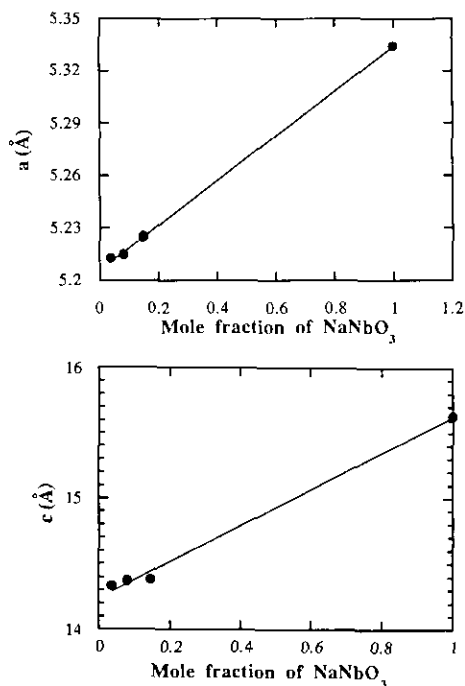 5.35
5.33
5.29
5.26
5.23
5.2
a (Å)
0 0.2 0.4 0.6 0.8 1 1.2
Mole fraction of NaNbO3
16
15
14
c (Å)
0 0.2 0.4 0.6 0.8 1
Mole fraction of NaNbO3